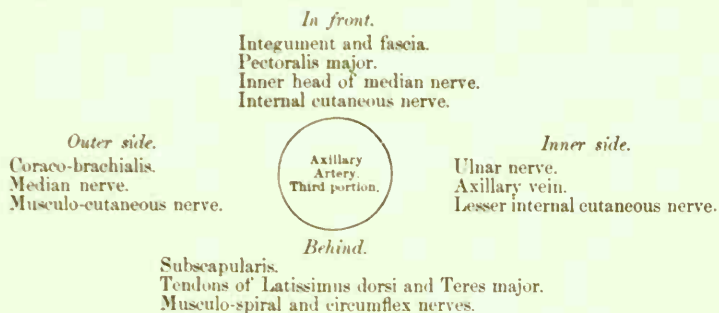 In front.
Integument and fascia.
Pectoralis major.
Inner head of median nerve.
Internal cutaneous nerve.
Outer side.
Coraco-brachialis.
Median nerve.
Musculo-cutaneous nerve.
Axillary
Artery.
Third portion.
Inner side.
Ulnar nerve.
Axillary vein.
Lesser internal cutaneous nerve.
Behind.
Subscapularis.
Tendons of Latissimus dorsi and Teres major.
Musculo-spiral and circumflex nerves.